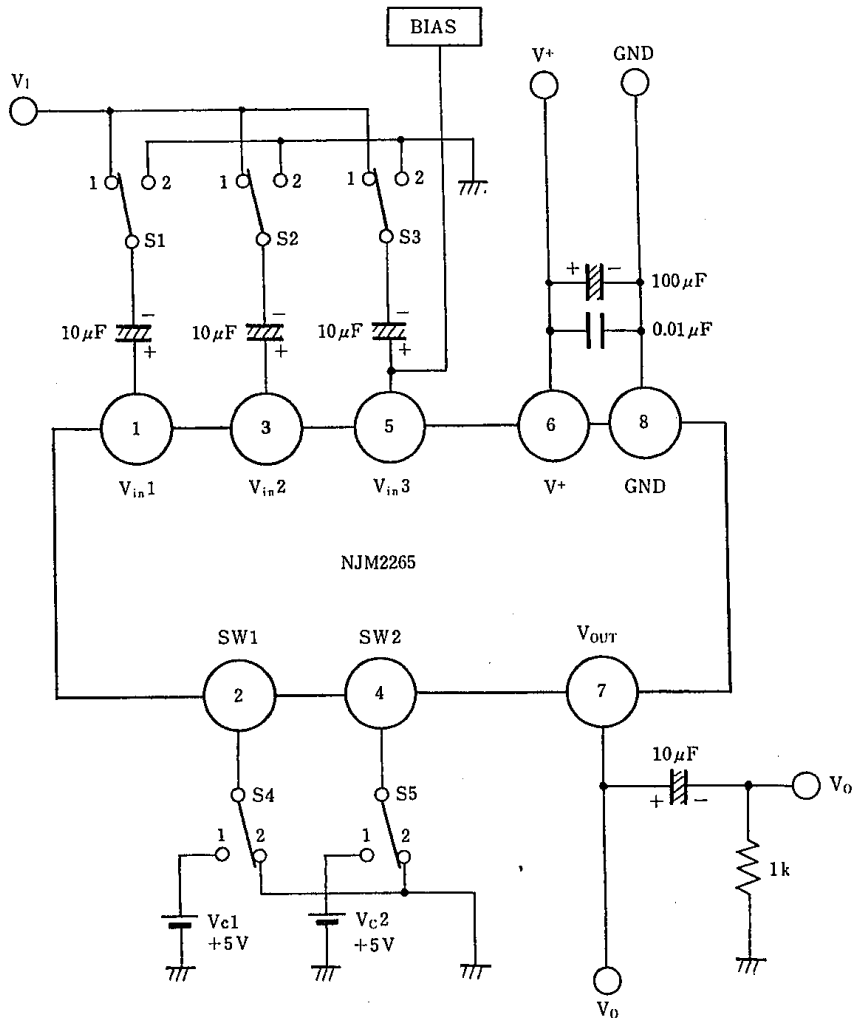 BIAS
V+ GND
V1
1 2 1 2 1 2
S1 S2 S3
+ − 100μF
− − −
10μF 10μF 10μF 0.01μF
+ + +
1 3 5 6 8
Vin1 Vin2 Vin3 V+ GND
NJM2265
SW1 SW2 VOUT
2 4 7
10μF
S4 S5
+ − VO
1 2 1 2
1k
Vc1 VC2
+5V +5V
VO